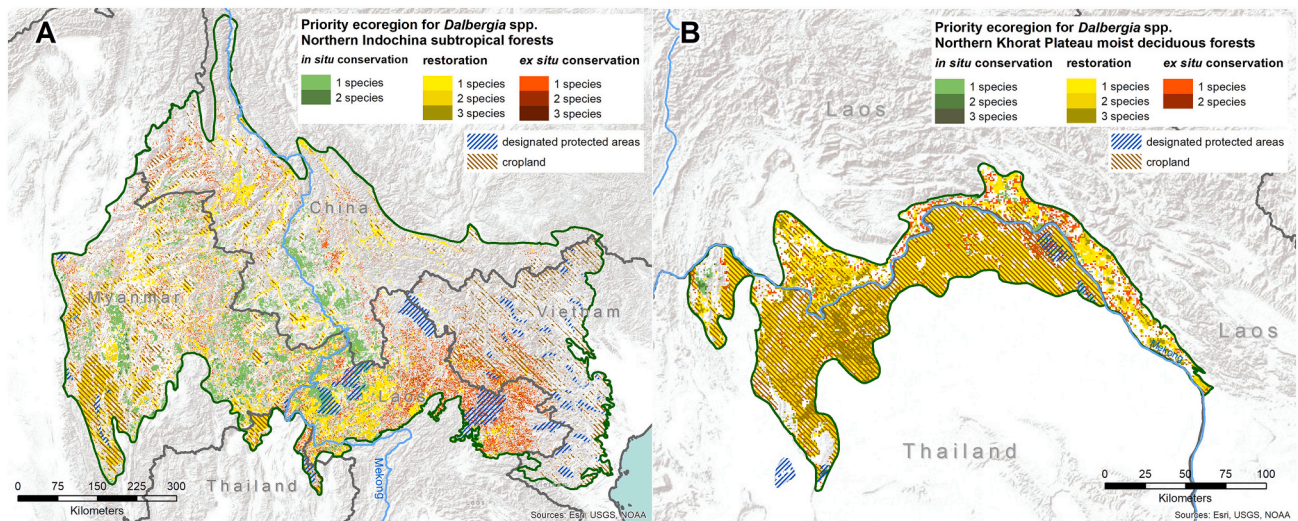 A
Priority ecoregion for Dalbergia spp.
Northern Indochina subtropical forests
in situ conservation restoration ex situ conservation
1 species 1 species 1 species
2 species 2 species 2 species
3 species 3 species
designated protected areas
cropland
China
Myanmar
Vietnam
Laos
Thailand
Mekong
0 75 150 225 300
Kilometers
Sources: Esri, USGS, NOAA
B
Priority ecoregion for Dalbergia spp.
Northern Khorat Plateau moist deciduous forests
in situ conservation restoration ex situ conservation
1 species 1 species 1 species
2 species 2 species 2 species
3 species 3 species
designated protected areas
cropland
Laos
Laos
Mekong
Thailand
0 25 50 75 100
Kilometers
Sources: Esri, USGS, NOAA